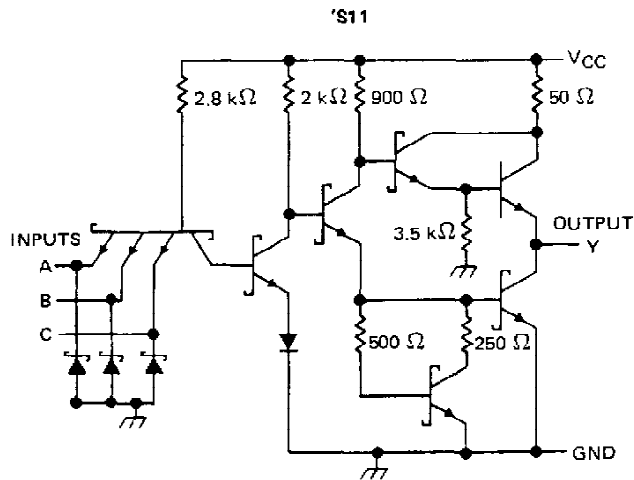 'S11
VCC
2.8 kΩ
2 kΩ
900 Ω
50 Ω
INPUTS
3.5 kΩ
OUTPUT
A
Y
B
C
500 Ω
250 Ω
GND